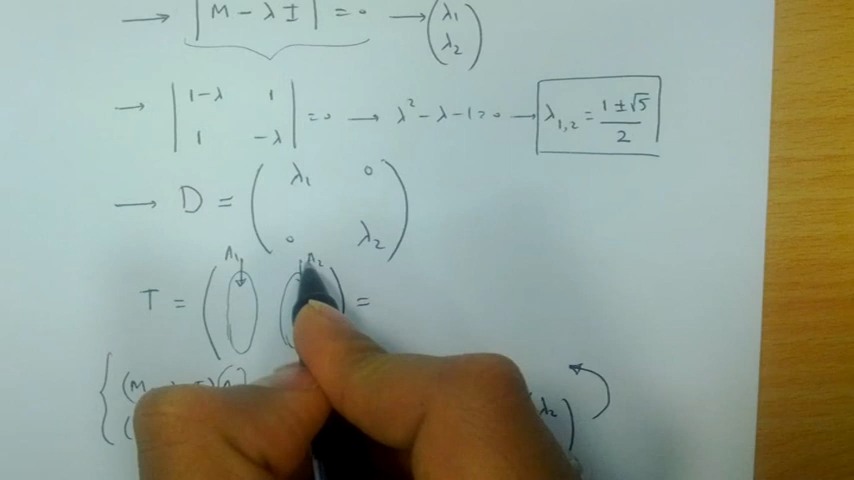 → |M - λ I| = 0 → (λ₁ λ₂)
→ |1-λ 1
1 -λ| = 0 → λ² - λ - 1 = 0 → λ₁,₂ = (1 ± √5)/2
→ D = (λ₁ 0
0 λ₂)
Λ₁ Λ₂
T = ( ) =
{ (M
( λ₂)